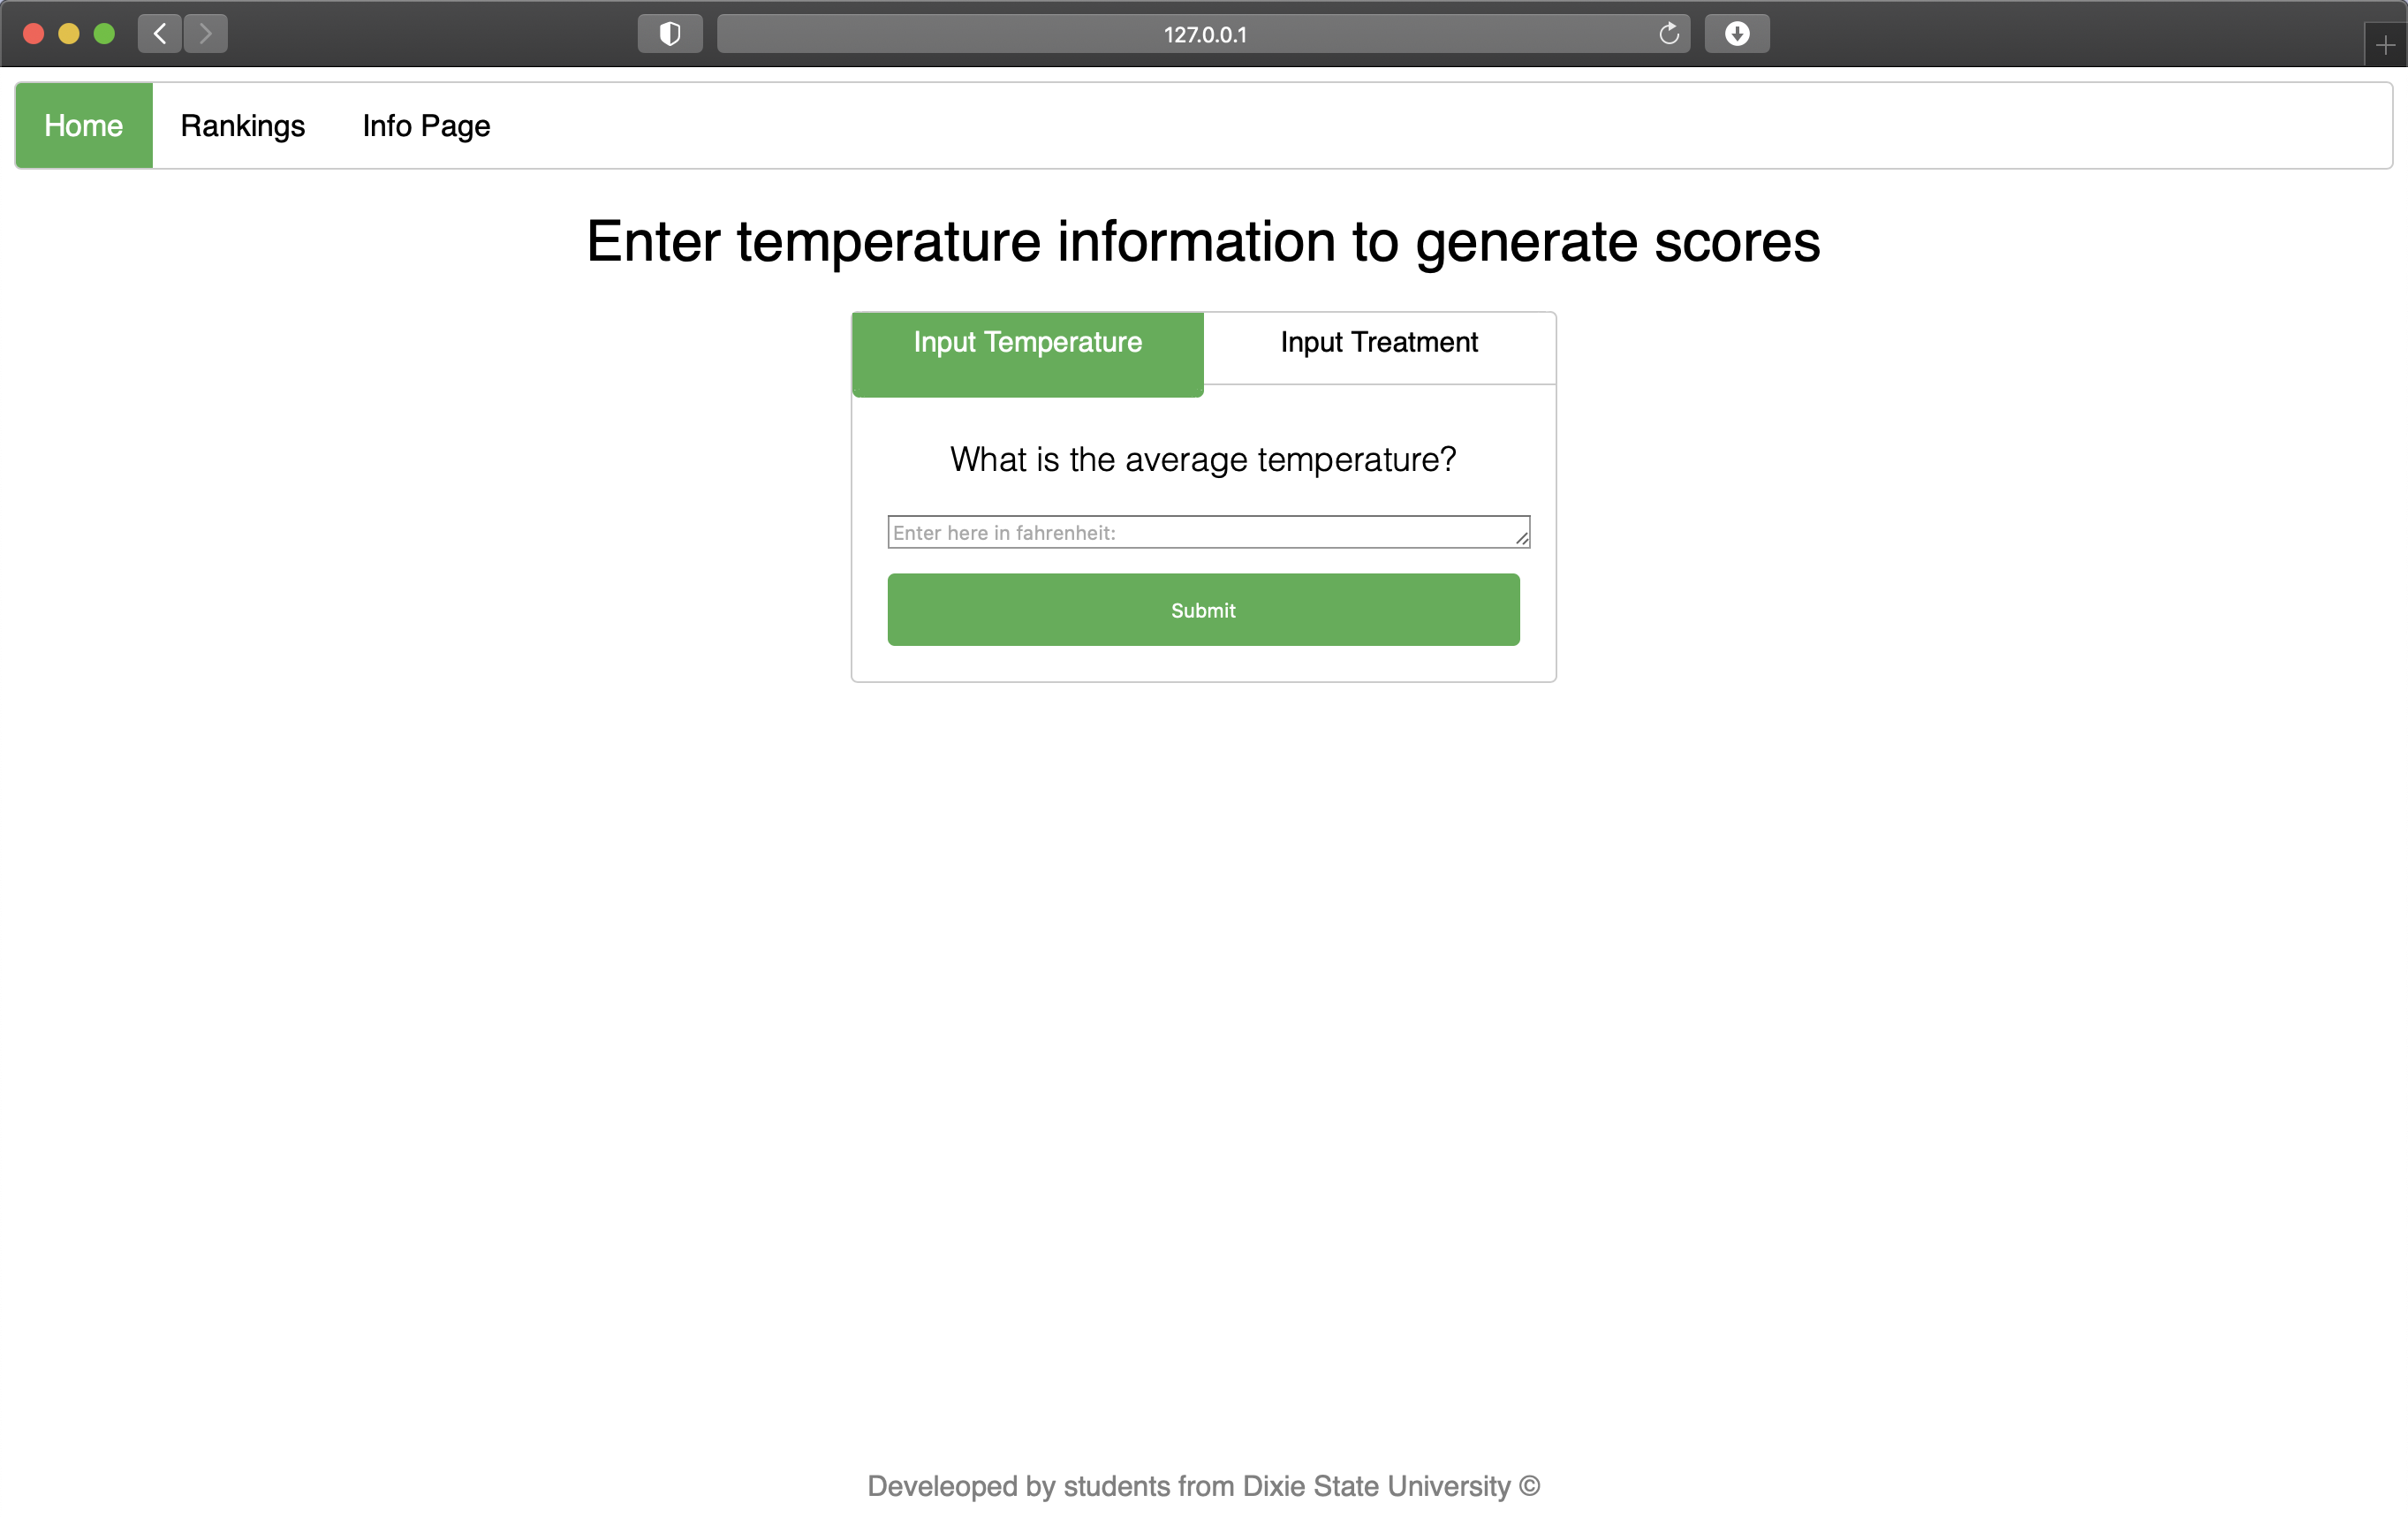 127.0.0.1
Home Rankings Info Page
Enter temperature information to generate scores
Input Temperature Input Treatment
What is the average temperature?
Enter here in fahrenheit:
Submit
Develeoped by students from Dixie State University ©